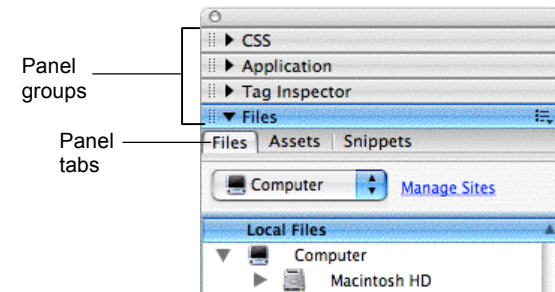 CSS
Panel
groups
Application
Tag Inspector
Files
Panel
tabs
Files Assets Snippets
Computer Manage Sites
Local Files
Computer
Macintosh HD